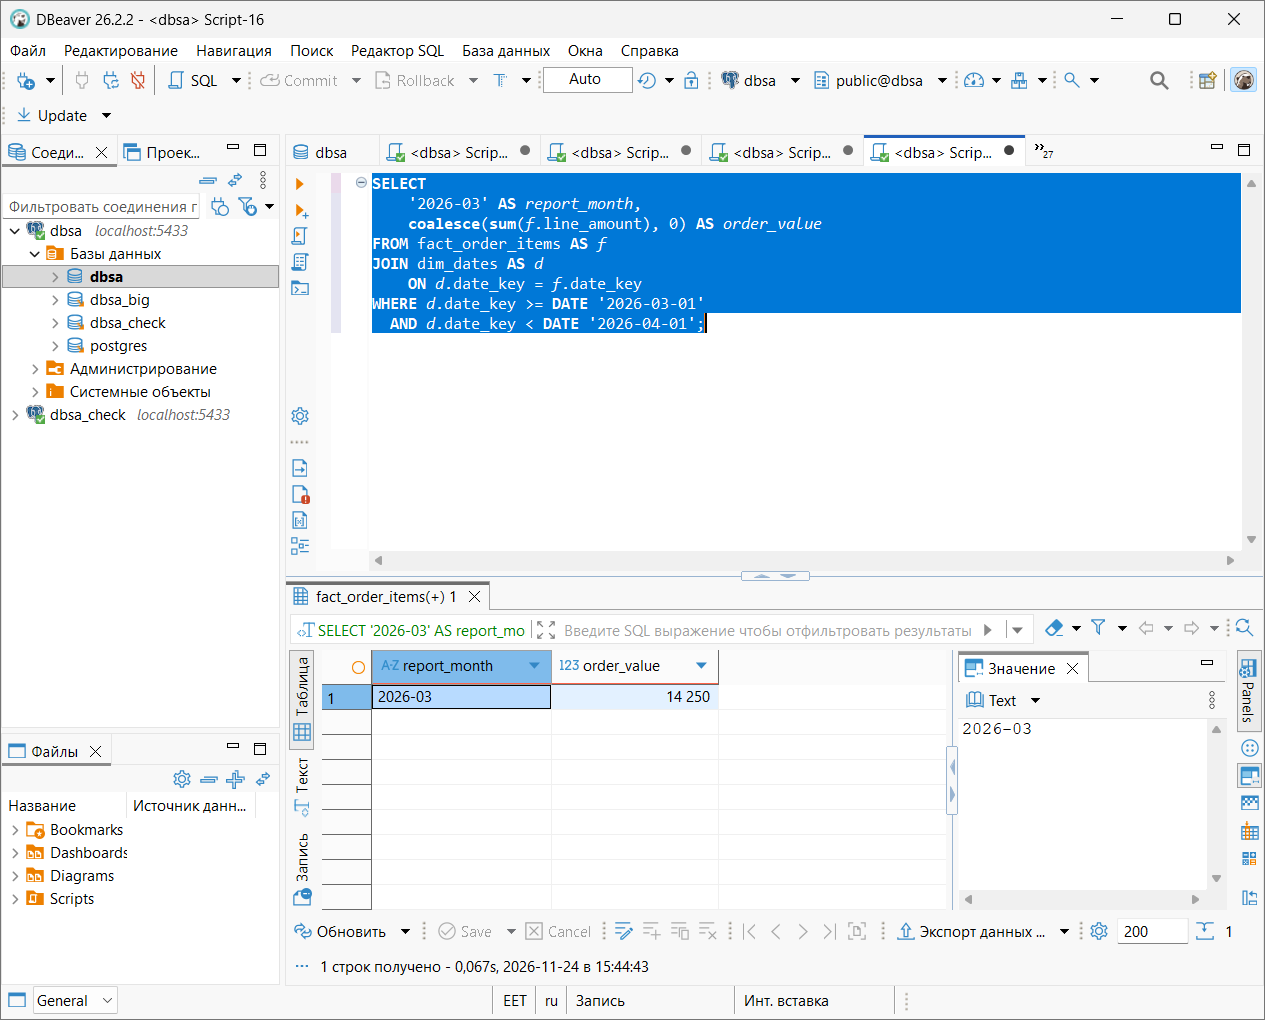 DBeaver 26.2.2 - <dbsa> Script-16
Файл Редактирование Навигация Поиск Редактор SQL База данных Окна Справка
SQL Commit Rollback T Auto dbsa public@dbsa
Update
Соеди... Проек...
Фильтровать соединения г
dbsa localhost:5433
Базы данных
dbsa
dbsa_big
dbsa_check
postgres
Администрирование
Системные объекты
dbsa_check localhost:5433
Файлы
Название Источник данн...
Bookmarks
Dashboards
Diagrams
Scripts
dbsa <dbsa> Scrip... <dbsa> Scrip... <dbsa> Scrip... <dbsa> Scrip... »27
SELECT
'2026-03' AS report_month,
coalesce(sum(f.line_amount), 0) AS order_value
FROM fact_order_items AS f
JOIN dim_dates AS d
ON d.date_key = f.date_key
WHERE d.date_key >= DATE '2026-03-01'
AND d.date_key < DATE '2026-04-01';
fact_order_items(+) 1
SELECT '2026-03' AS report_mo Введите SQL выражение чтобы отфильтровать результаты
Таблица
Текст
Запись
A-Z report_month 123 order_value
1 2026-03 14 250
Значение
Text
2026-03
Panels
Обновить Save Cancel Экспорт данных ... 200 1
1 строк получено - 0,067s, 2026-11-24 в 15:44:43
General EET ru Запись Инт. вставка